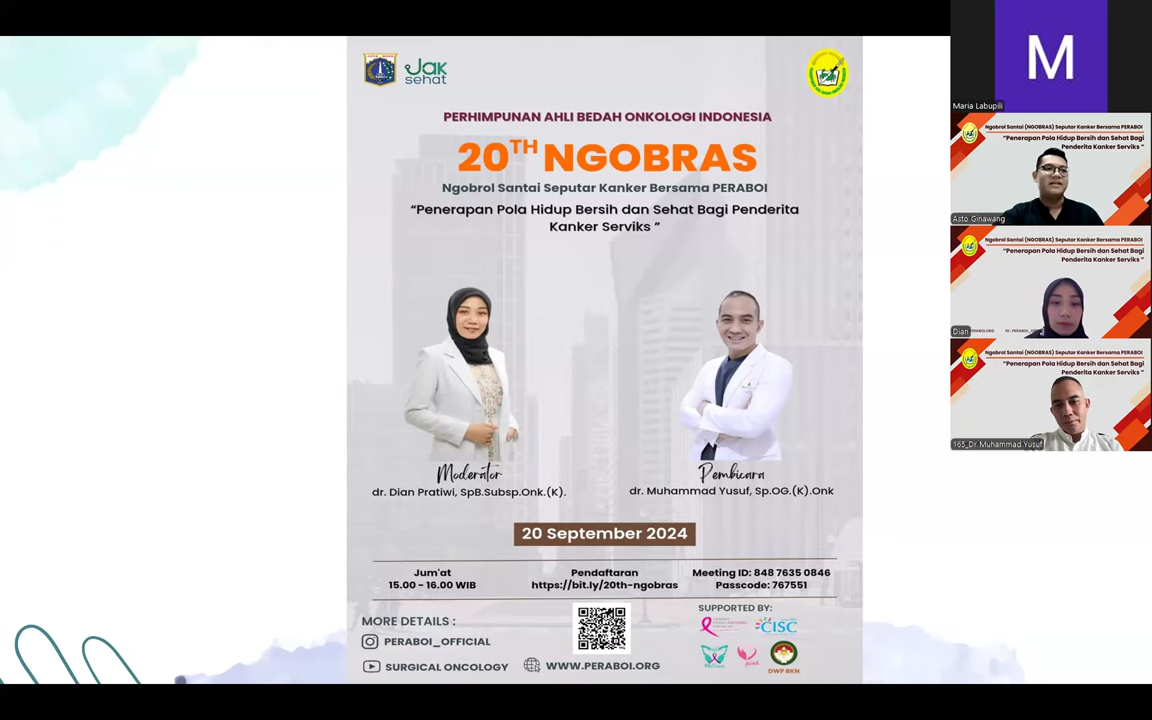 Jak
sehat
PERHIMPUNAN AHLI BEDAH ONKOLOGI INDONESIA
20TH NGOBRAS
Ngobrol Santai Seputar Kanker Bersama PERABOI
“Penerapan Pola Hidup Bersih dan Sehat Bagi Penderita
Kanker Serviks ”
Moderator
dr. Dian Pratiwi, SpB.Subsp.Onk.(K).
Pembicara
dr. Muhammad Yusuf, Sp.OG.(K).Onk
20 September 2024
Jum'at
15.00 - 16.00 WIB
Pendaftaran
https://bit.ly/20th-ngobras
Meeting ID: 848 7635 0846
Passcode: 767551
MORE DETAILS :
PERABOI_OFFICIAL
SURGICAL ONCOLOGY
WWW.PERABOI.ORG
SUPPORTED BY:
CISC
pink
DWP BKN
M
Maria Labupili
Ngobrol Santai (NGOBRAS) Seputar Kanker Bersama PERABOI
“Penerapan Pola Hidup Bersih dan Sehat Bagi
Penderita Kanker Serviks ”
Asto Ginawang
Ngobrol Santai (NGOBRAS) Seputar Kanker Bersama PERABOI
“Penerapan Pola Hidup Bersih dan Sehat Bagi
Penderita Kanker Serviks ”
Dian
Ngobrol Santai (NGOBRAS) Seputar Kanker Bersama PERABOI
“Penerapan Pola Hidup Bersih dan Sehat Bagi
Penderita Kanker Serviks ”
165_Dr.Muhammad Yusuf